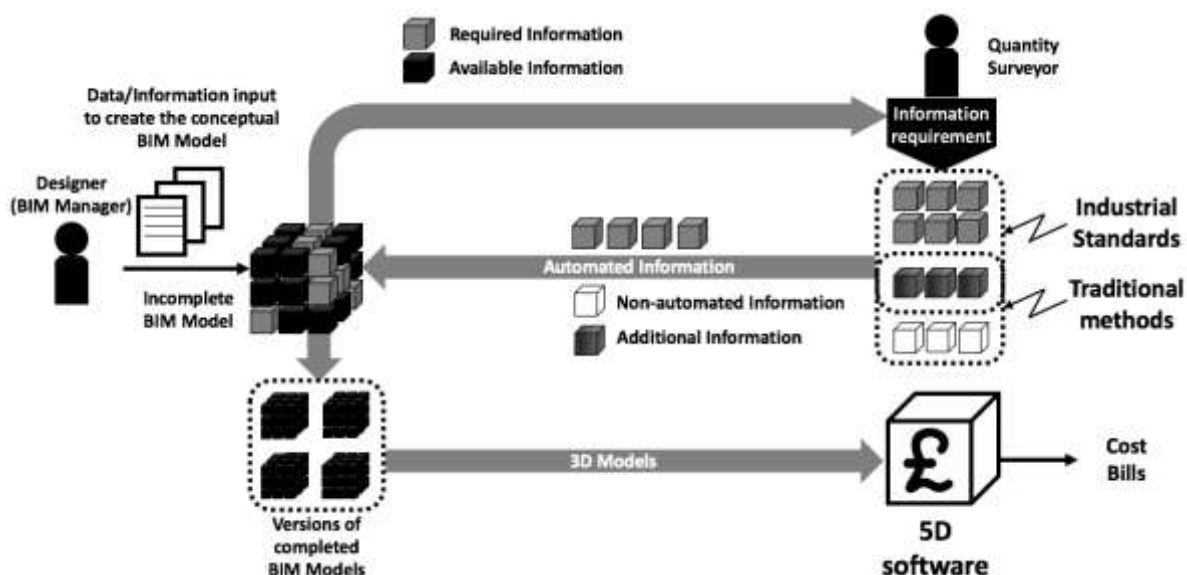 Required Information
Available Information
Quantity
Surveyor
Data/Information input
to create the conceptual
BIM Model
Information
requirement
Designer
(BIM Manager)
Industrial
Standards
Automated Information
Incomplete
BIM Model
Non-automated Information
Traditional
methods
Additional Information
3D Models
£
Cost
Bills
Versions of
completed
BIM Models
5D
software